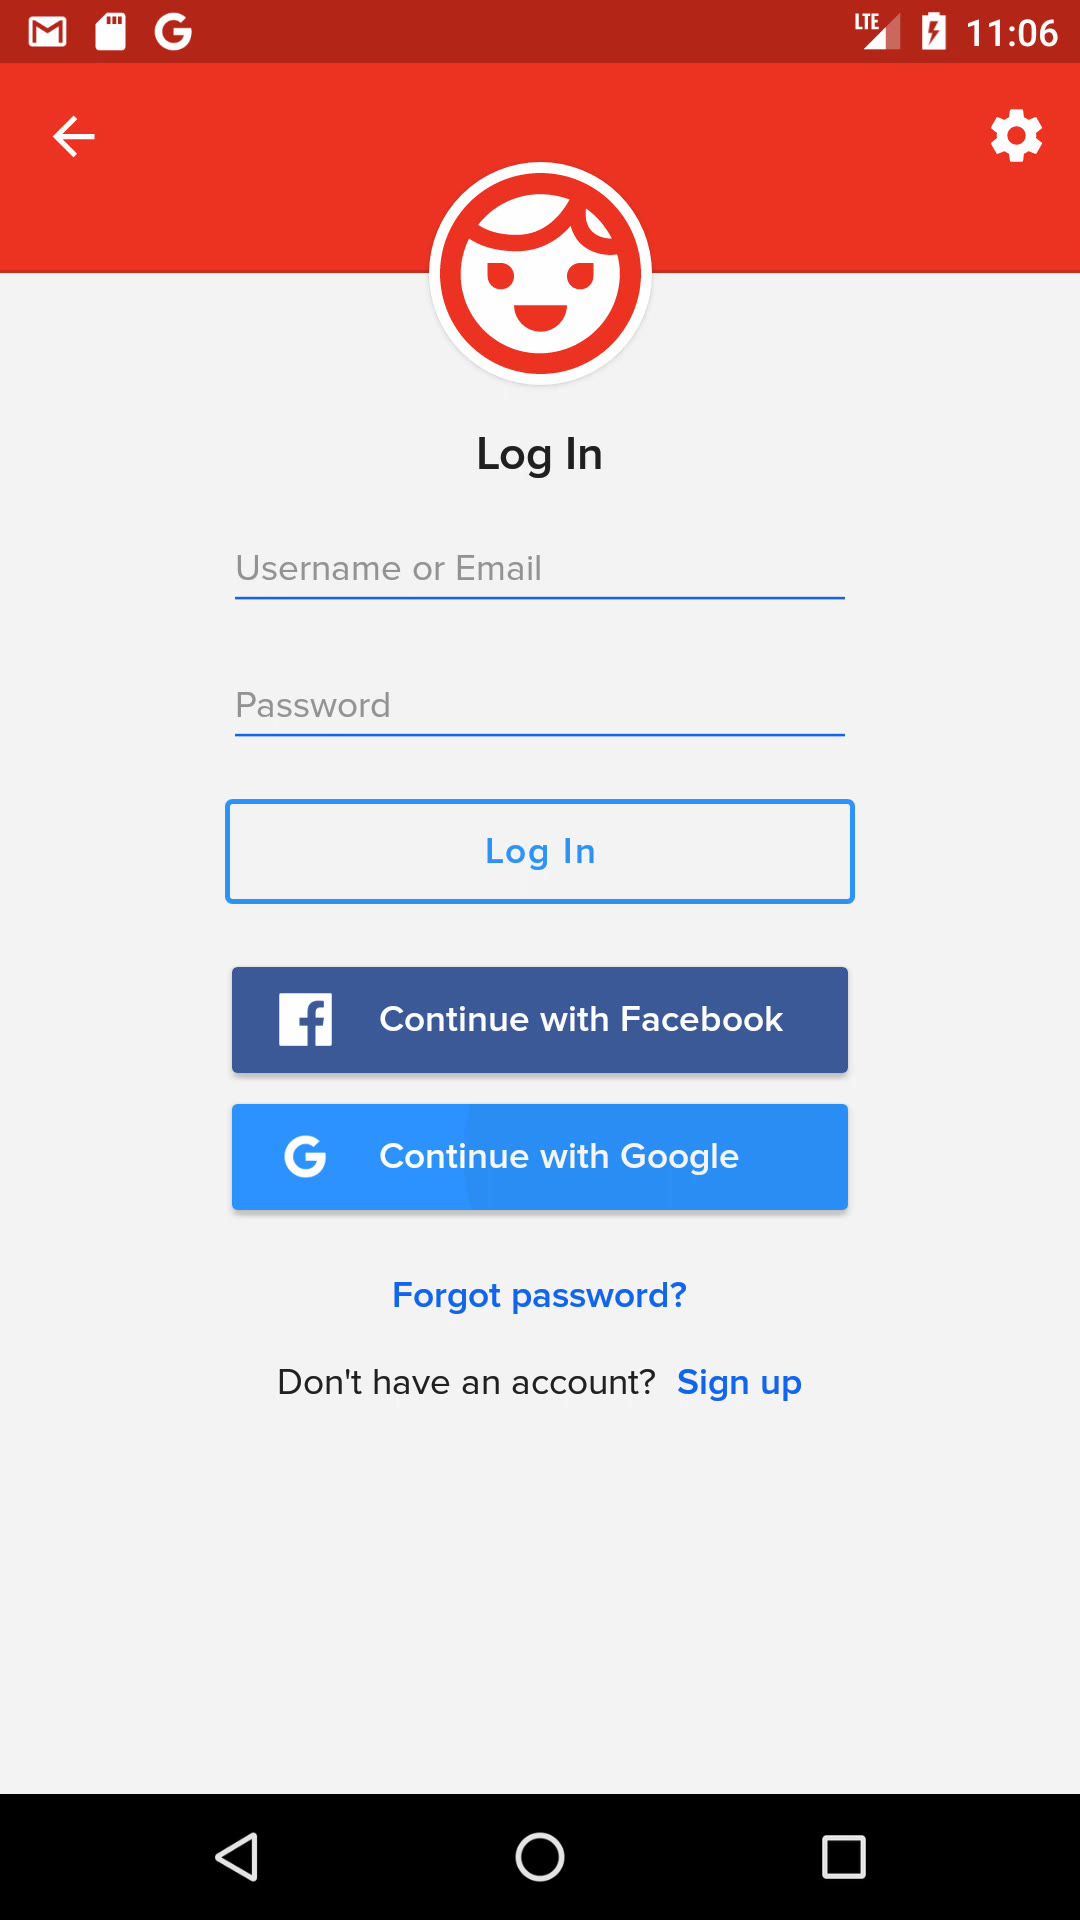 LTE 11:06
Log In
Username or Email
Password
Log In
Continue with Facebook
Continue with Google
Forgot password?
Don't have an account? Sign up